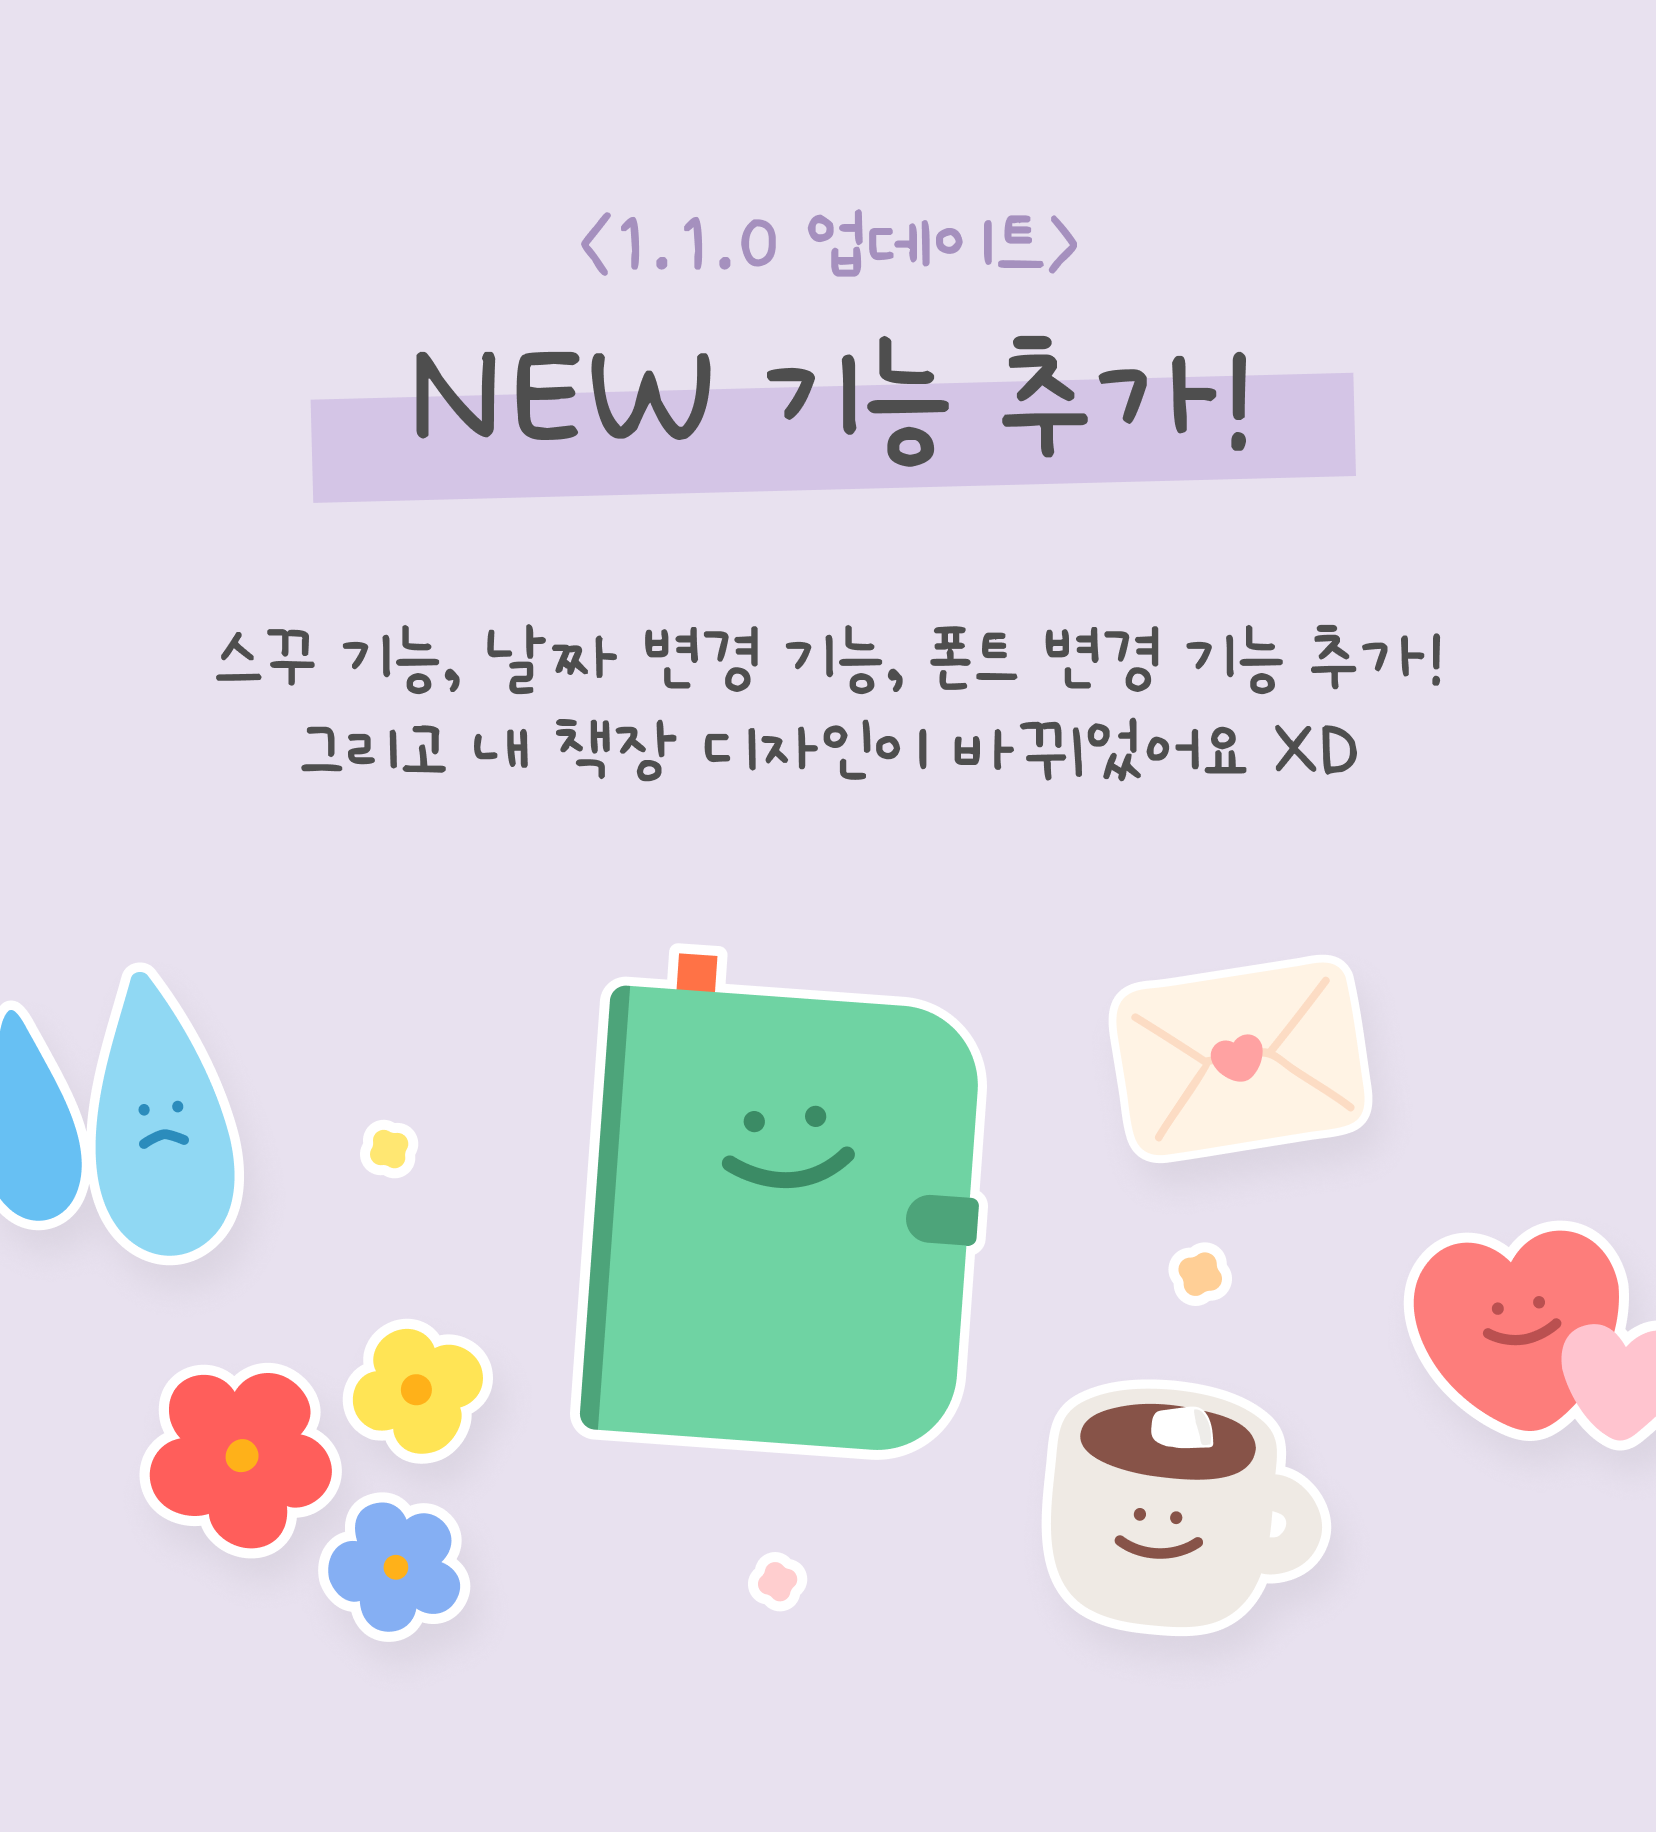 <1.1.0 업데이트>
NEW 기능 추가!
스꾸 기능, 날짜 변경 기능, 폰트 변경 기능 추가!
그리고 내 책장 디자인이 바뀌었어요 XD